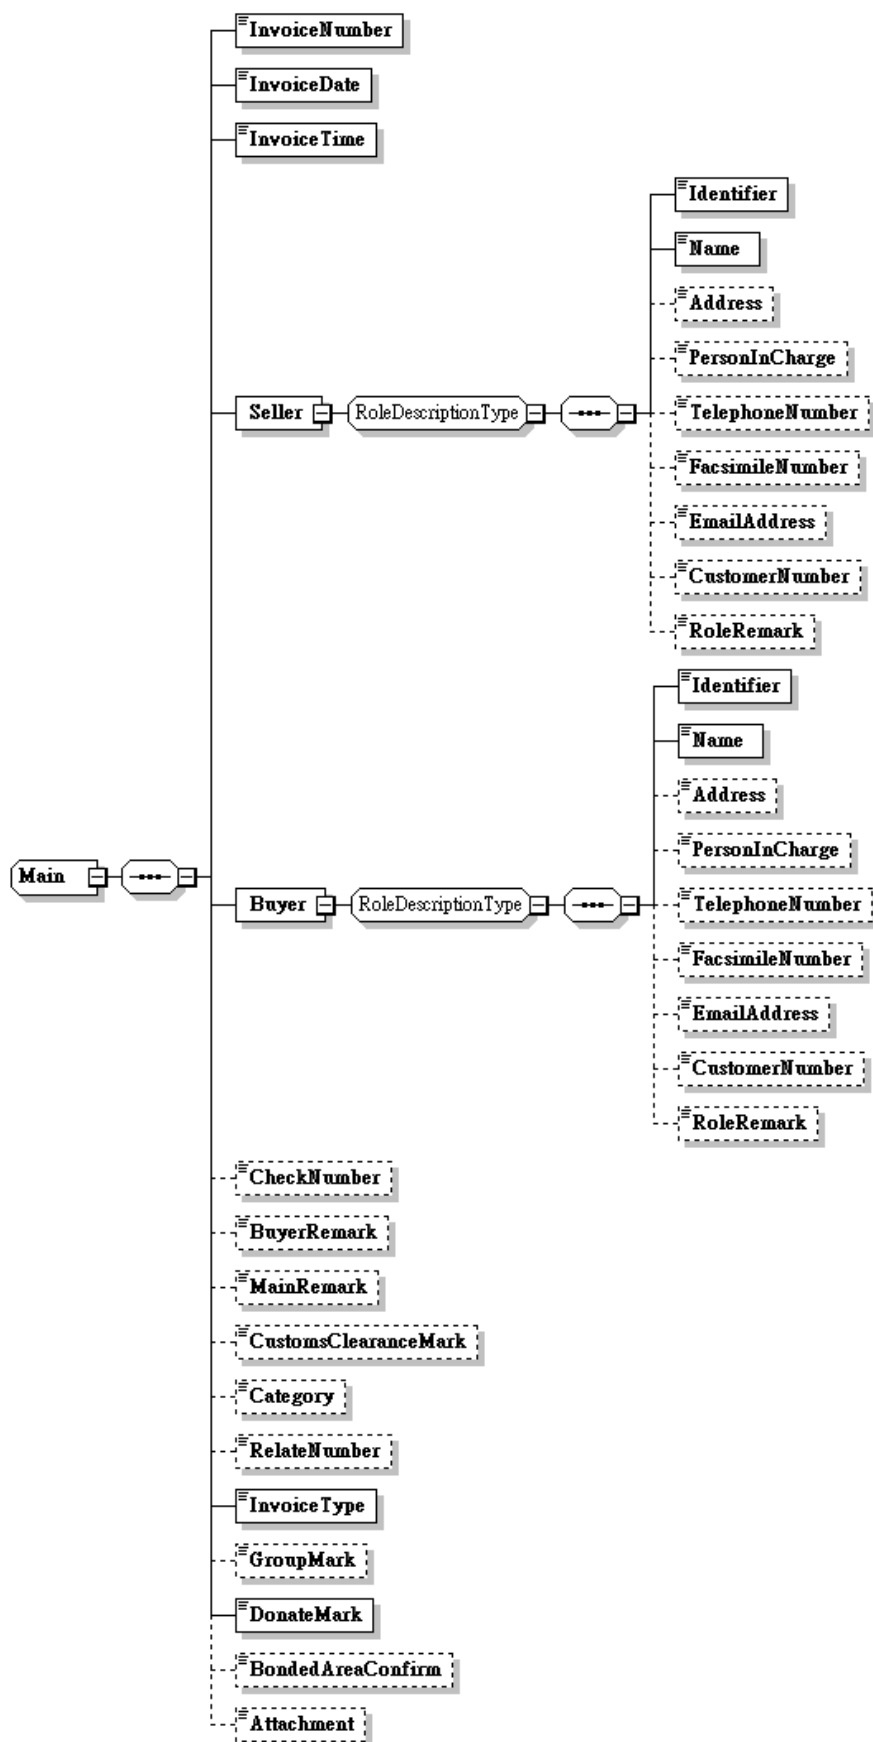 InvoiceNumber
InvoiceDate
InvoiceTime
Seller
RoleDescriptionType
Identifier
Name
Address
PersonInCharge
TelephoneNumber
FacsimileNumber
EmailAddress
CustomerNumber
RoleRemark
Main
Buyer
RoleDescriptionType
Identifier
Name
Address
PersonInCharge
TelephoneNumber
FacsimileNumber
EmailAddress
CustomerNumber
RoleRemark
CheckNumber
BuyerRemark
MainRemark
CustomsClearanceMark
Category
RelateNumber
InvoiceType
GroupMark
DonateMark
BondedAreaConfirm
Attachment